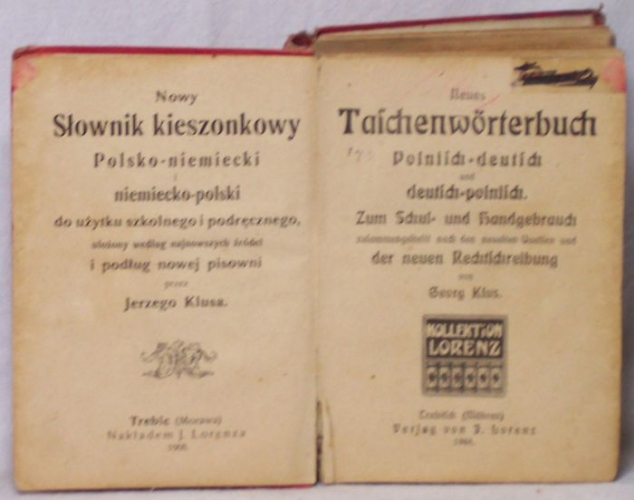 Nowy
Słownik kieszonkowy
Polsko-niemiecki
i
niemiecko-polski
do użytku szkolnego i podręcznego,
ułożony według najnowszych źródeł
i podług nowej pisowni
przez
Jerzego Klusa.
Trebic (Morawa)
Nakładem J. Lorenza
Neues
Taschenwörterbuch
Polnisch-deutsch
und
deutsch-polnisch.
Zum Schul- und Handgebrauch
zusammengestellt nach den neuesten Quellen und
der neuen Rechtschreibung
von
Georg Klus.
KOLLEKTION
LORENZ
Trebitsch (Mähren)
Verlag von J. Lorenz